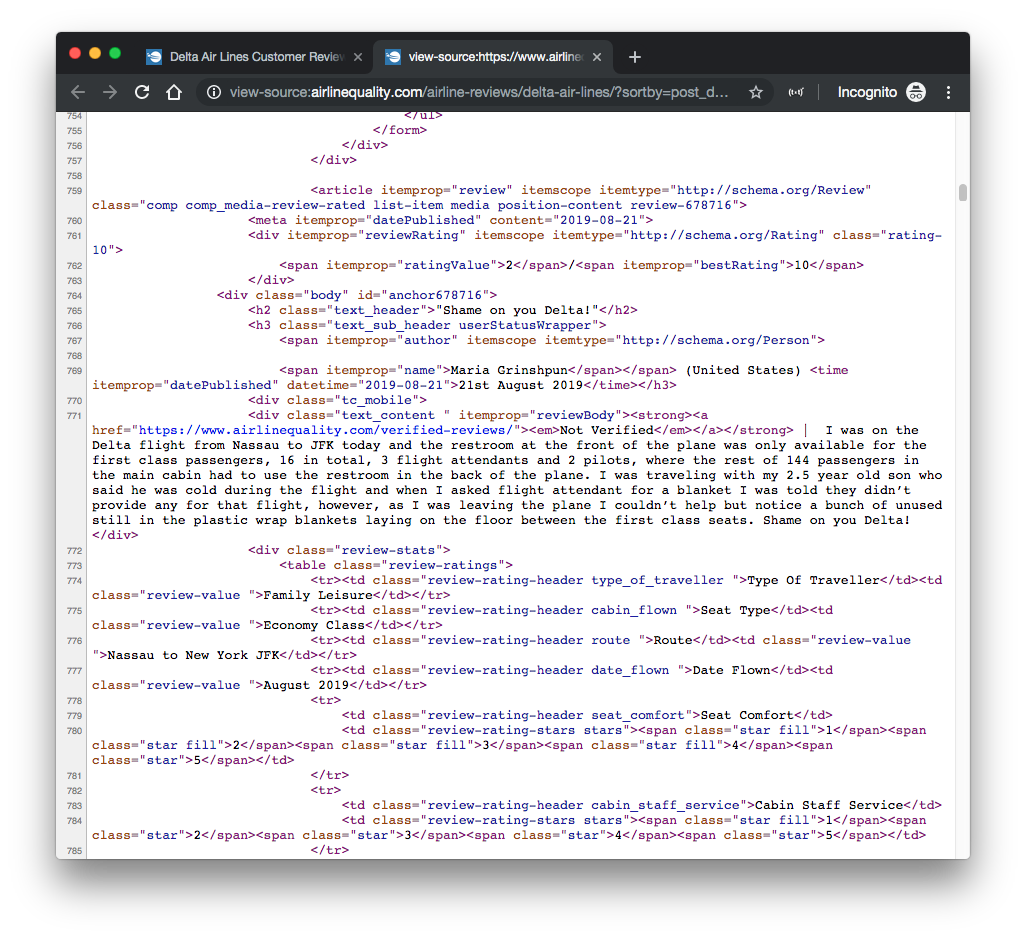 Delta Air Lines Customer Review
view-source:https://www.airline
view-source:airlinequality.com/airline-reviews/delta-air-lines/?sortby=post_d...
Incognito
754 </ul>
755 </form>
756 </div>
757 </div>
758
759 <article itemprop="review" itemscope itemtype="http://schema.org/Review"
class="comp comp_media-review-rated list-item media position-content review-678716">
760 <meta itemprop="datePublished" content="2019-08-21">
761 <div itemprop="reviewRating" itemscope itemtype="http://schema.org/Rating" class="rating-
10">
762 <span itemprop="ratingValue">2</span>/<span itemprop="bestRating">10</span>
763 </div>
764 <div class="body" id="anchor678716">
765 <h2 class="text_header">"Shame on you Delta!"</h2>
766 <h3 class="text_sub_header userStatusWrapper">
767 <span itemprop="author" itemscope itemtype="http://schema.org/Person">
768
769 <span itemprop="name">Maria Grinshpun</span></span> (United States) <time
itemprop="datePublished" datetime="2019-08-21">21st August 2019</time></h3>
770 <div class="tc_mobile">
771 <div class="text_content " itemprop="reviewBody"><strong><a
href="https://www.airlinequality.com/verified-reviews/"><em>Not Verified</em></a></strong> | I was on the
Delta flight from Nassau to JFK today and the restroom at the front of the plane was only available for the
first class passengers, 16 in total, 3 flight attendants and 2 pilots, where the rest of 144 passengers in
the main cabin had to use the restroom in the back of the plane. I was traveling with my 2.5 year old son who
said he was cold during the flight and when I asked flight attendant for a blanket I was told they didn’t
provide any for that flight, however, as I was leaving the plane I couldn’t help but notice a bunch of unused
still in the plastic wrap blankets laying on the floor between the first class seats. Shame on you Delta!
</div>
772 <div class="review-stats">
773 <table class="review-ratings">
774 <tr><td class="review-rating-header type_of_traveller ">Type Of Traveller</td><td
class="review-value ">Family Leisure</td></tr>
775 <tr><td class="review-rating-header cabin_flown ">Seat Type</td><td
class="review-value ">Economy Class</td></tr>
776 <tr><td class="review-rating-header route ">Route</td><td class="review-value
">Nassau to New York JFK</td></tr>
777 <tr><td class="review-rating-header date_flown ">Date Flown</td><td
class="review-value ">August 2019</td></tr>
778 <tr>
779 <td class="review-rating-header seat_comfort">Seat Comfort</td>
780 <td class="review-rating-stars stars"><span class="star fill">1</span><span
class="star fill">2</span><span class="star fill">3</span><span class="star fill">4</span><span
class="star">5</span></td>
781 </tr>
782 <tr>
783 <td class="review-rating-header cabin_staff_service">Cabin Staff Service</td>
784 <td class="review-rating-stars stars"><span class="star fill">1</span><span
class="star">2</span><span class="star">3</span><span class="star">4</span><span class="star">5</span></td>
785 </tr>